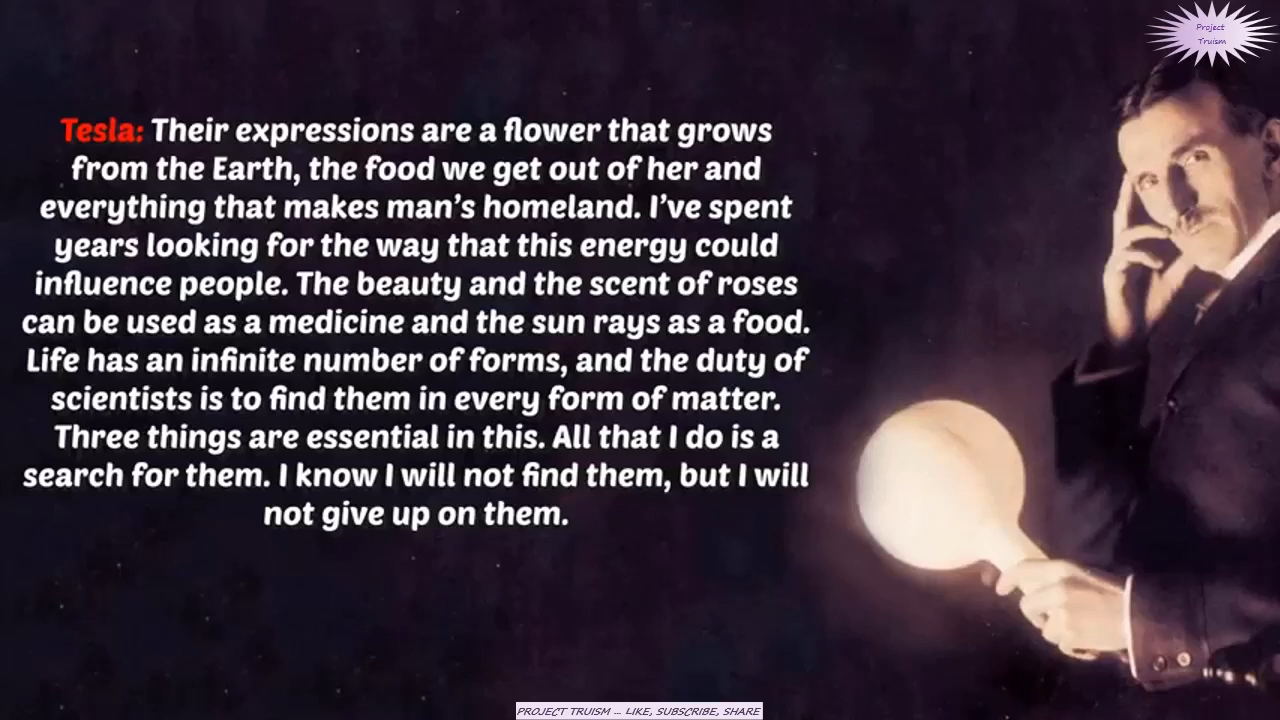 Project
Truism
Tesla: Their expressions are a flower that grows
from the Earth, the food we get out of her and
everything that makes man's homeland. I've spent
years looking for the way that this energy could
influence people. The beauty and the scent of roses
can be used as a medicine and the sun rays as a food.
Life has an infinite number of forms, and the duty of
scientists is to find them in every form of matter.
Three things are essential in this. All that I do is a
search for them. I know I will not find them, but I will
not give up on them.
PROJECT TRUISM ... LIKE, SUBSCRIBE, SHARE